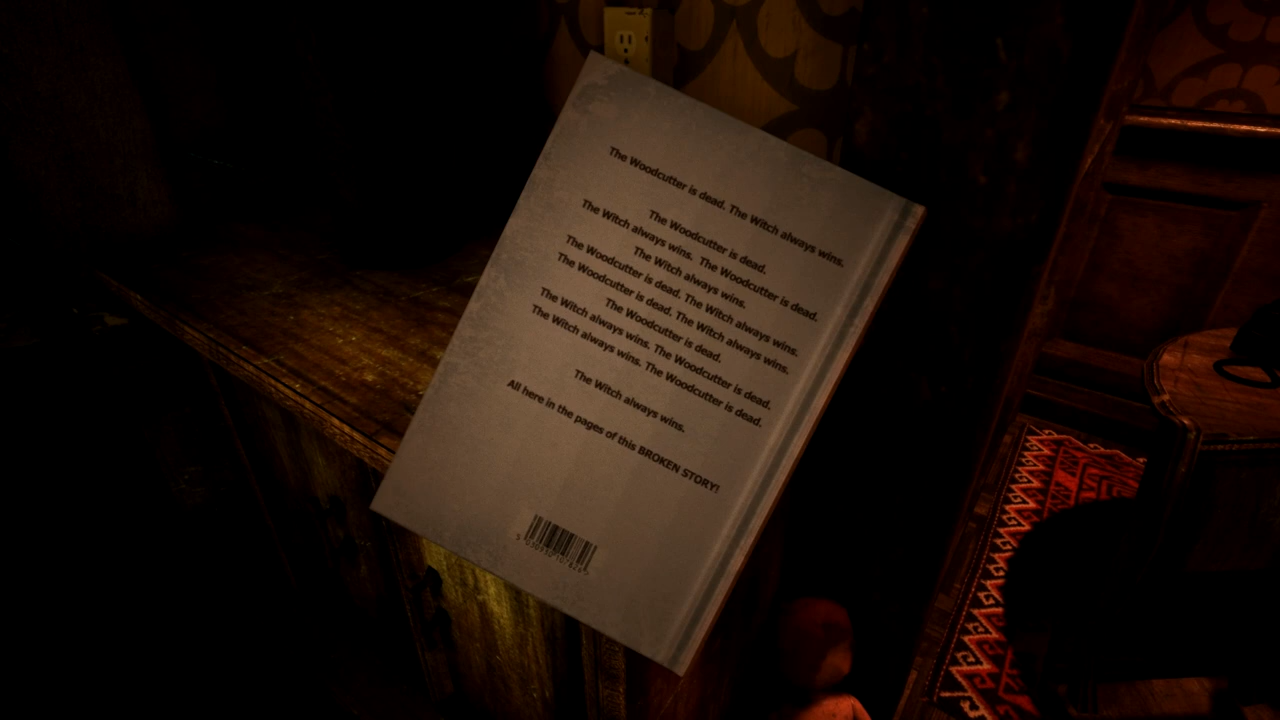 The Woodcutter is dead. The Witch always wins.
The Woodcutter is dead.
The Witch always wins. The Woodcutter is dead.
The Witch always wins.
The Woodcutter is dead. The Witch always wins.
The Woodcutter is dead. The Witch always wins.
The Woodcutter is dead.
The Witch always wins. The Woodcutter is dead.
The Witch always wins. The Woodcutter is dead.
The Witch always wins.
All here in the pages of this BROKEN STORY!